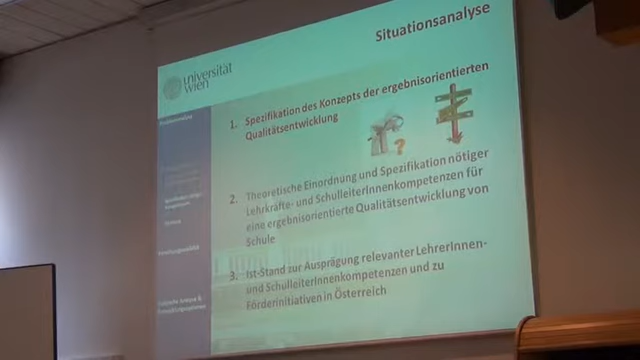 Situationsanalyse
universität
wien
1. Spezifikation des Konzepts der ergebnisorientierten
Qualitätsentwicklung
?
2. Theoretische Einordnung und Spezifikation nötiger
Lehrkräfte- und SchulleiterInnenkompetenzen für
eine ergebnisorientierte Qualitätsentwicklung von
Schule
3. Ist-Stand zur Ausprägung relevanter LehrerInnen-
und SchulleiterInnenkompetenzen und zu
Förderinitiativen in Österreich